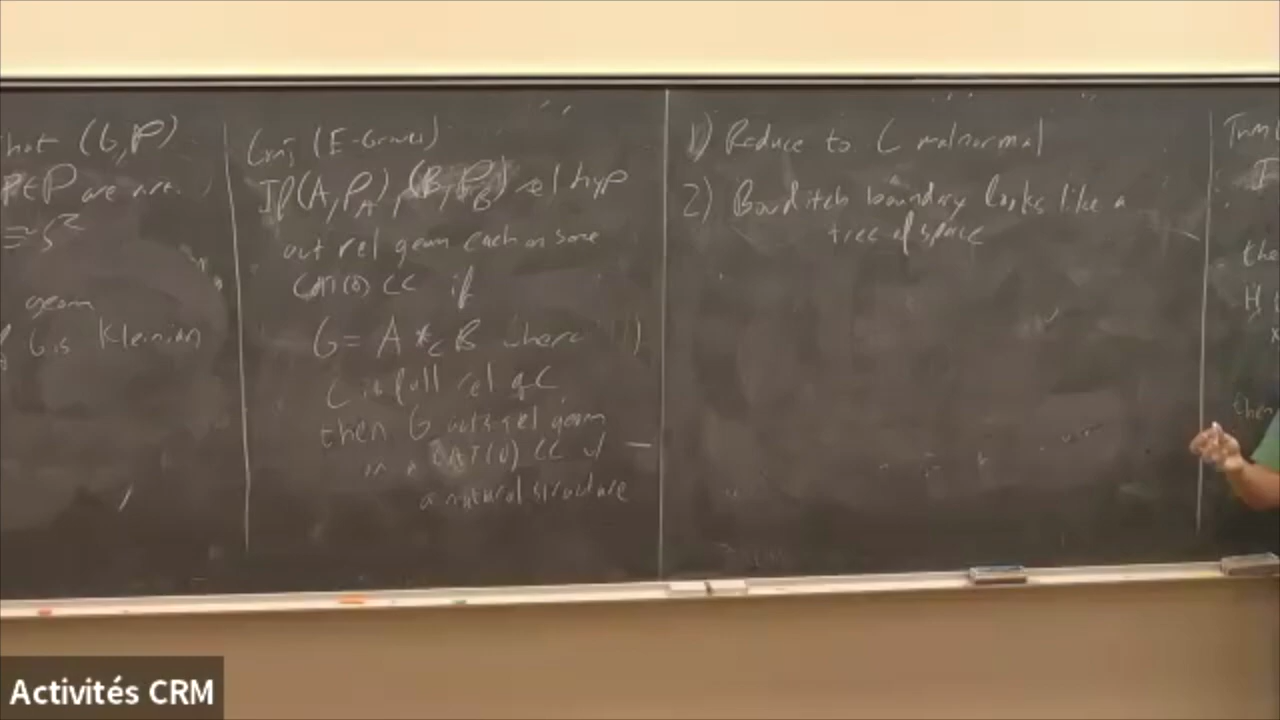 hat (G,P)
P∈P are
≅ S²
geom
G is Kleinian
Conj (E-Groves)
If (A, P_A), (B, P_B) rel hyp
act rel geom each on some
CAT(0) CC if
G = A *_C B where
C is full rel qC
then G acts rel geom
on a CAT(0) CC w/
a natural structure
1) Reduce to C malnormal
2) Bowditch boundary looks like a
tree of space
Thm
the
H
then
Activités CRM